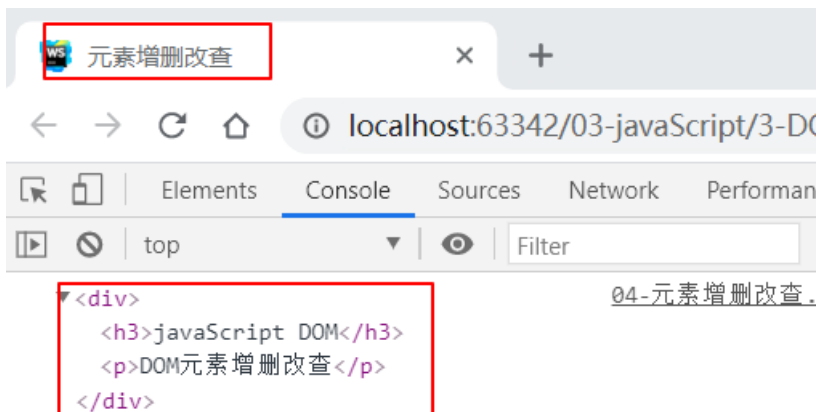 WS 元素增删改查
localhost:63342/03-javaScript/3-DO
Elements Console Sources Network Performan
top Filter
<div> 04-元素增删改查.
<h3>javaScript DOM</h3>
<p>DOM元素增删改查</p>
</div>